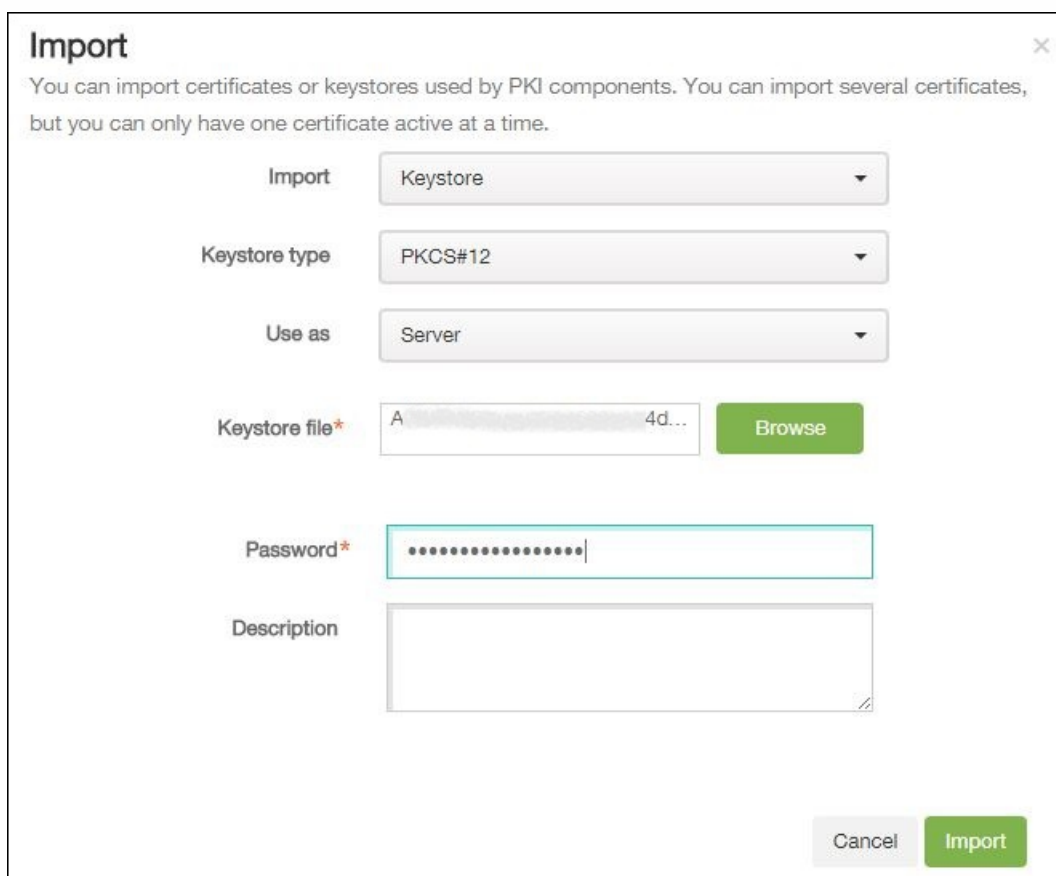 Import
×
You can import certificates or keystores used by PKI components. You can import several certificates,
but you can only have one certificate active at a time.
Import Keystore
Keystore type PKCS#12
Use as Server
Keystore file* A 4d... Browse
Password* •••••••••••••••••
Description
Cancel Import